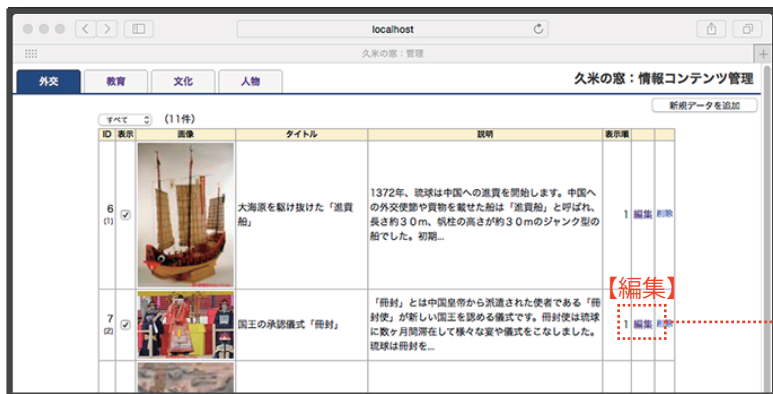 localhost
久米の窓:管理
外交 教育 文化 人物
久米の窓:情報コンテンツ管理
新規データを追加
すべて (11件)
ID 表示 画像 タイトル 説明 表示順
6
(1)
大海原を駆け抜けた「進貢
船」
1372年、琉球は中国への進貢を開始します。中国へ
の外交使節や貨物を載せた船は「進貢船」と呼ばれ、
長さ約30m、帆柱の高さが約30mのジャンク型の
船でした。初期...
1 編集 削除
【編集】
7
(2)
国王の承認儀式「冊封」
「冊封」とは中国皇帝から派遣された使者である「冊
封使」が新しい国王を認める儀式です。冊封使は琉球
に数ヶ月間滞在して様々な宴や儀式をこなしました。
琉球は冊封を...
1 編集 削除